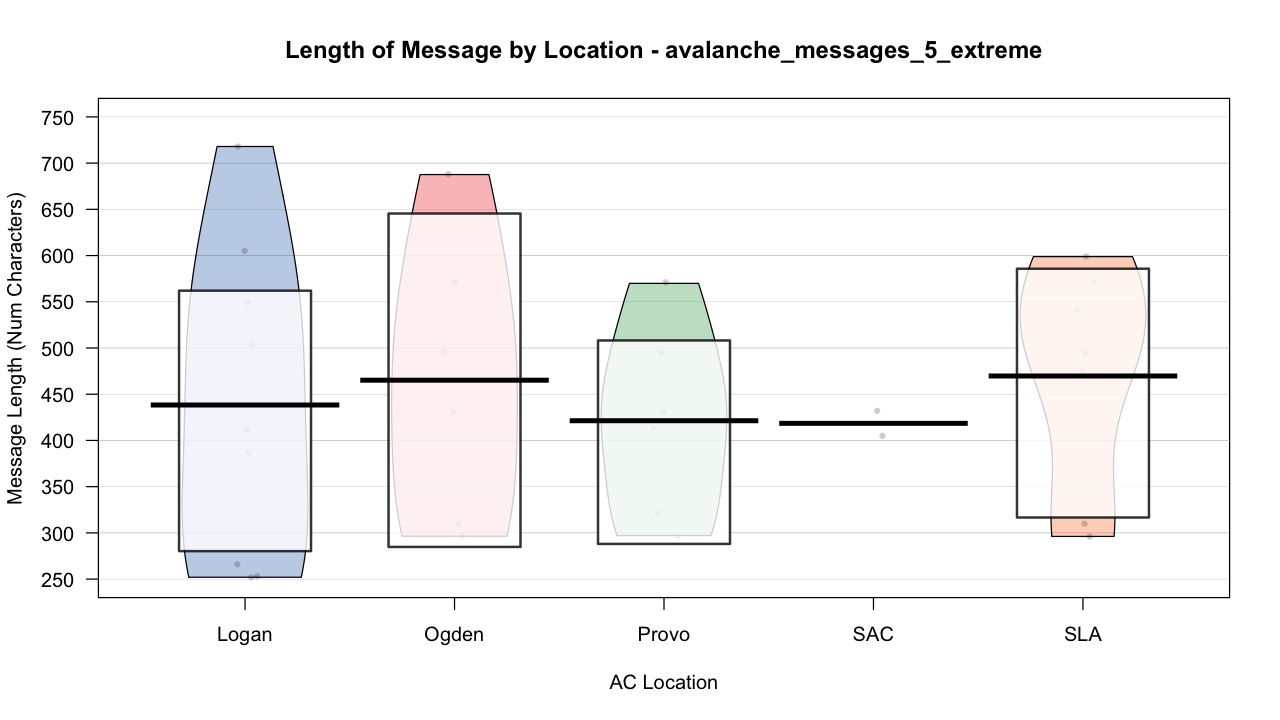 Length of Message by Location - avalanche_messages_5_extreme
Message Length (Num Characters)
750
700
650
600
550
500
450
400
350
300
250
Logan Ogden Provo SAC SLA
AC Location